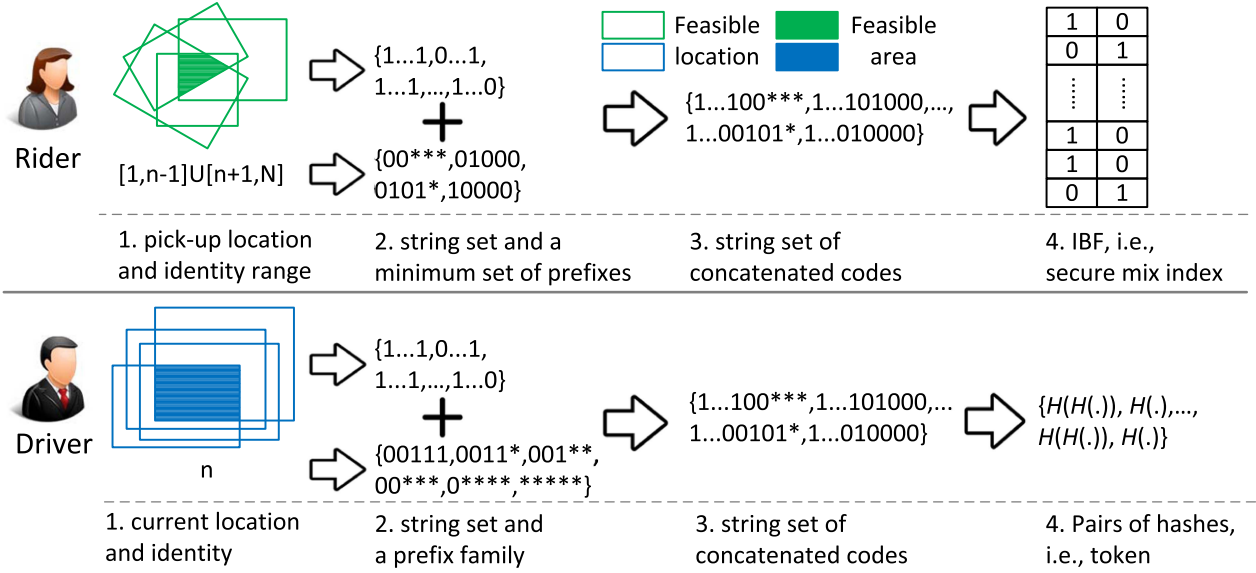 Rider
[1,n-1]U[n+1,N]
{1...1,0...1,
1...1,...,1...0}
+
{00***,01000,
0101*,10000}
Feasible
location
Feasible
area
{1...100***,1...101000,...,
1...00101*,1...010000}
1 0
0 1
...... ......
1 0
1 0
0 1
1. pick-up location
and identity range
2. string set and a
minimum set of prefixes
3. string set of
concatenated codes
4. IBF, i.e.,
secure mix index
Driver
n
{1...1,0...1,
1...1,...,1...0}
+
{00111,0011*,001**,
00***,0****,*****}
{1...100***,1...101000,...
1...00101*,1...010000}
{H(H(.)), H(.),...,
H(H(.)), H(.)}
1. current location
and identity
2. string set and
a prefix family
3. string set of
concatenated codes
4. Pairs of hashes,
i.e., token